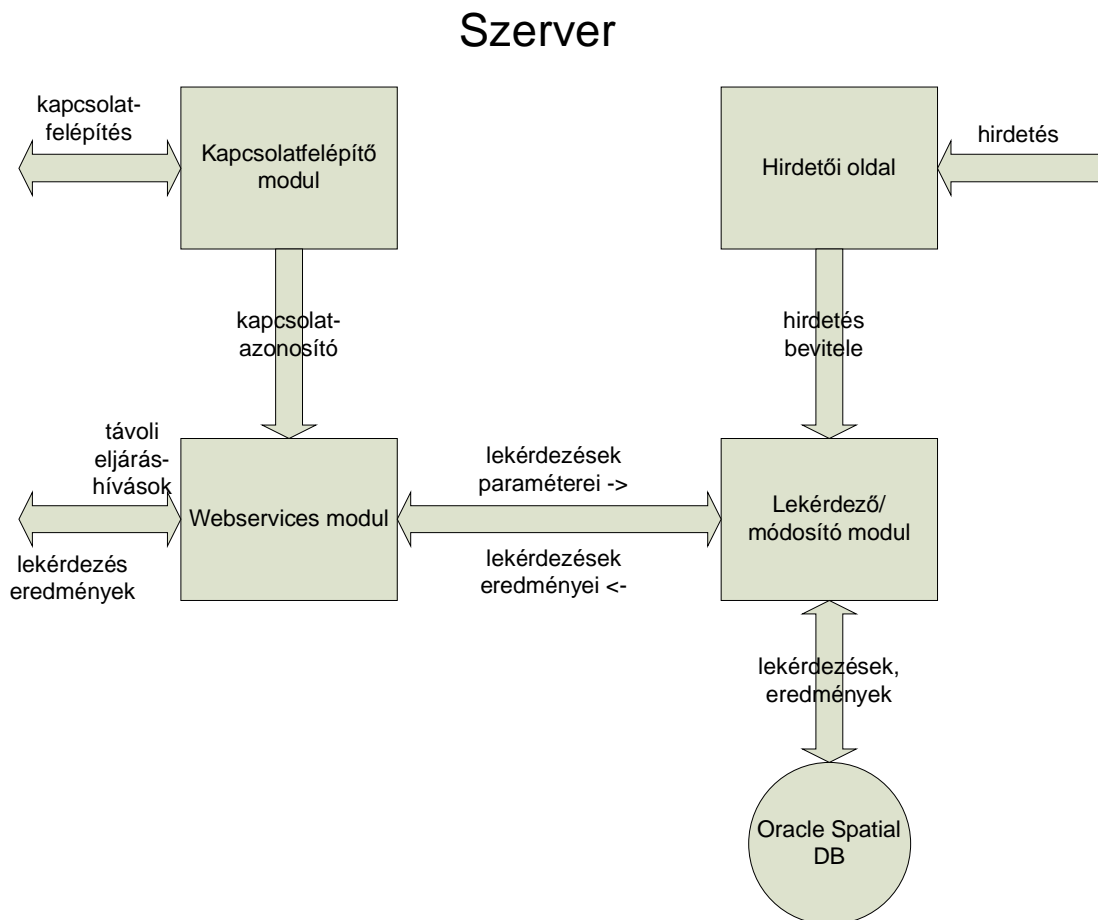 Szerver
kapcsolat-
felépítés
Kapcsolatfelépítő
modul
Hirdetői oldal
hirdetés
kapcsolat-
azonosító
hirdetés
bevitele
távoli
eljárás-
hívások
Webservices modul
lekérdezés
eredmények
lekérdezések
paraméterei ->
lekérdezések
eredményei <-
Lekérdező/
módosító modul
lekérdezések,
eredmények
Oracle Spatial
DB